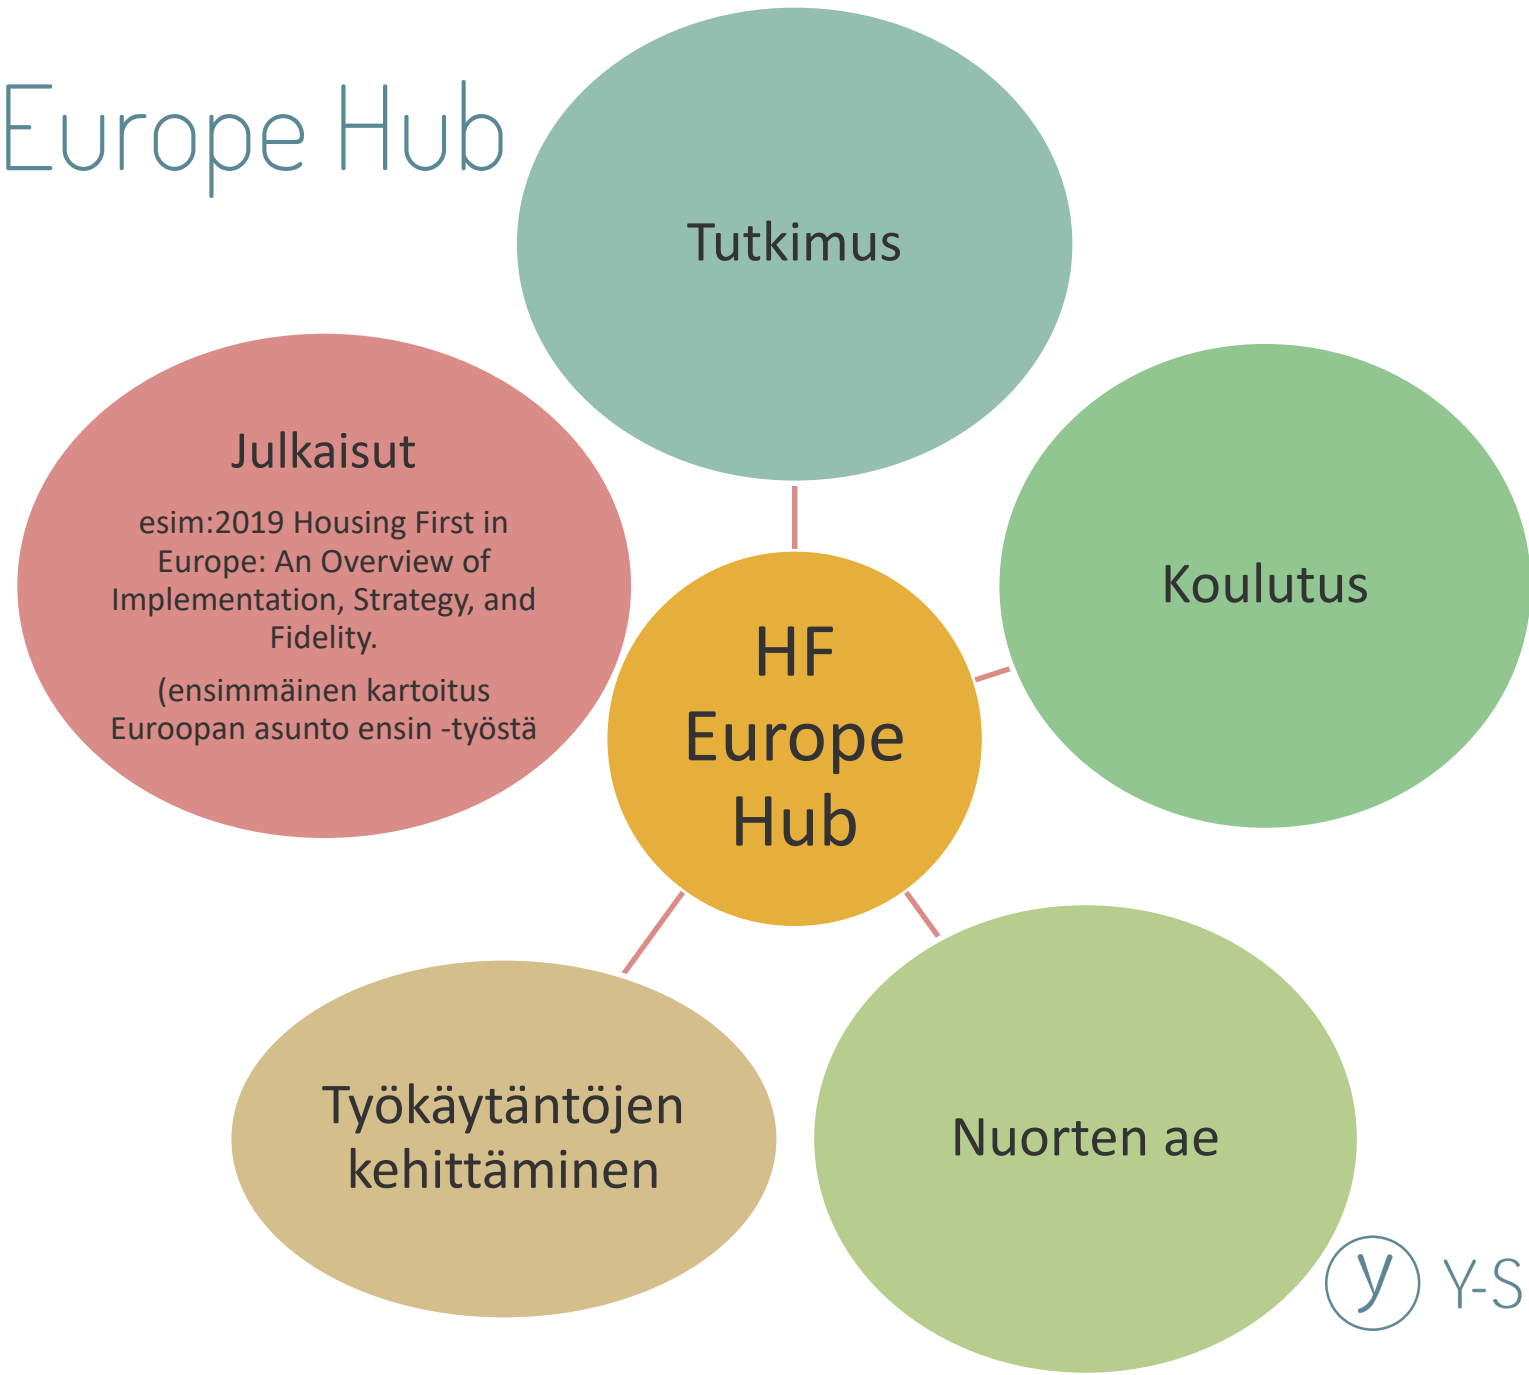 Europe Hub
Tutkimus
Julkaisut
esim:2019 Housing First in
Europe: An Overview of
Implementation, Strategy, and
Fidelity.
(ensimmäinen kartoitus
Euroopan asunto ensin -työstä
Koulutus
HF
Europe
Hub
Työkäytäntöjen
kehittäminen
Nuorten ae
y Y-S